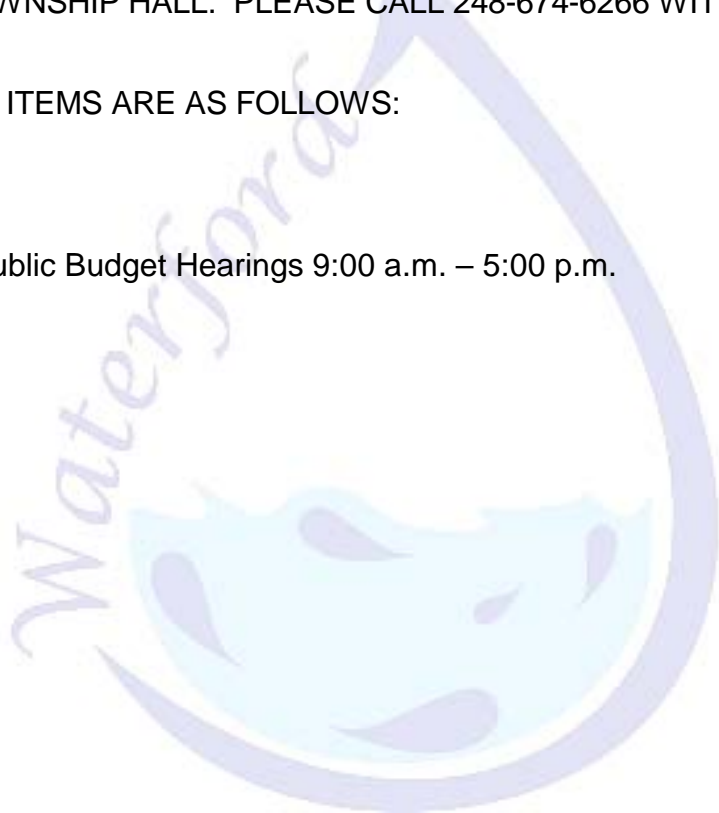 WNSHIP HALL. PLEASE CALL 248-674-6266 WIT
ITEMS ARE AS FOLLOWS:
ublic Budget Hearings 9:00 a.m. – 5:00 p.m.
Waterford